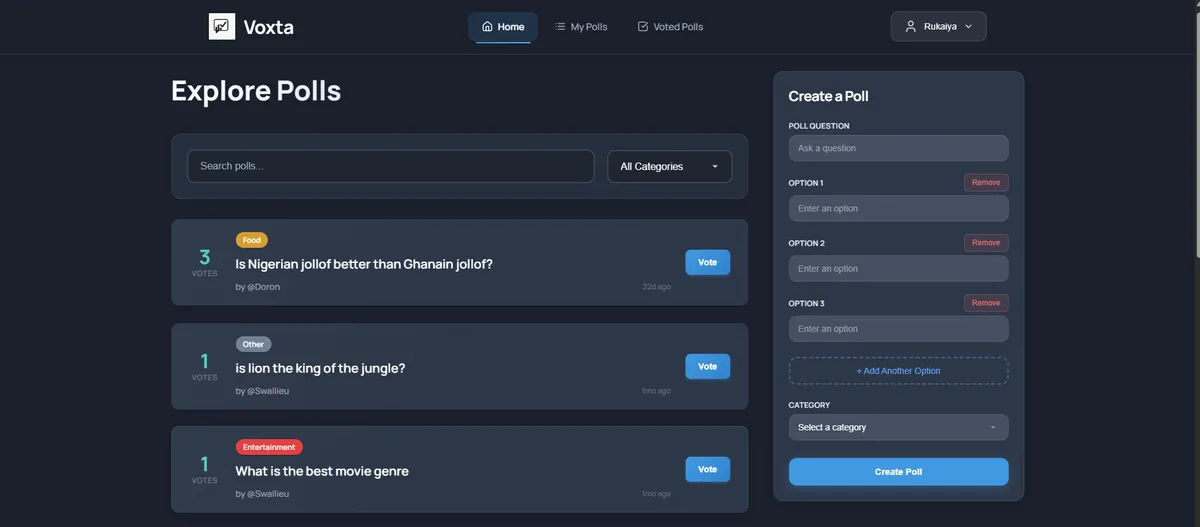 Voxta
Home
My Polls
Voted Polls
Rukaiya
Explore Polls
Search polls...
All Categories
3
VOTES
Food
Is Nigerian jollof better than Ghanain jollof?
by @Doron
22d ago
Vote
1
VOTES
Other
is lion the king of the jungle?
by @Swallieu
1mo ago
Vote
1
VOTES
Entertainment
What is the best movie genre
by @Swallieu
1mo ago
Vote
Create a Poll
POLL QUESTION
Ask a question
OPTION 1
Remove
Enter an option
OPTION 2
Remove
Enter an option
OPTION 3
Remove
Enter an option
+ Add Another Option
CATEGORY
Select a category
Create Poll